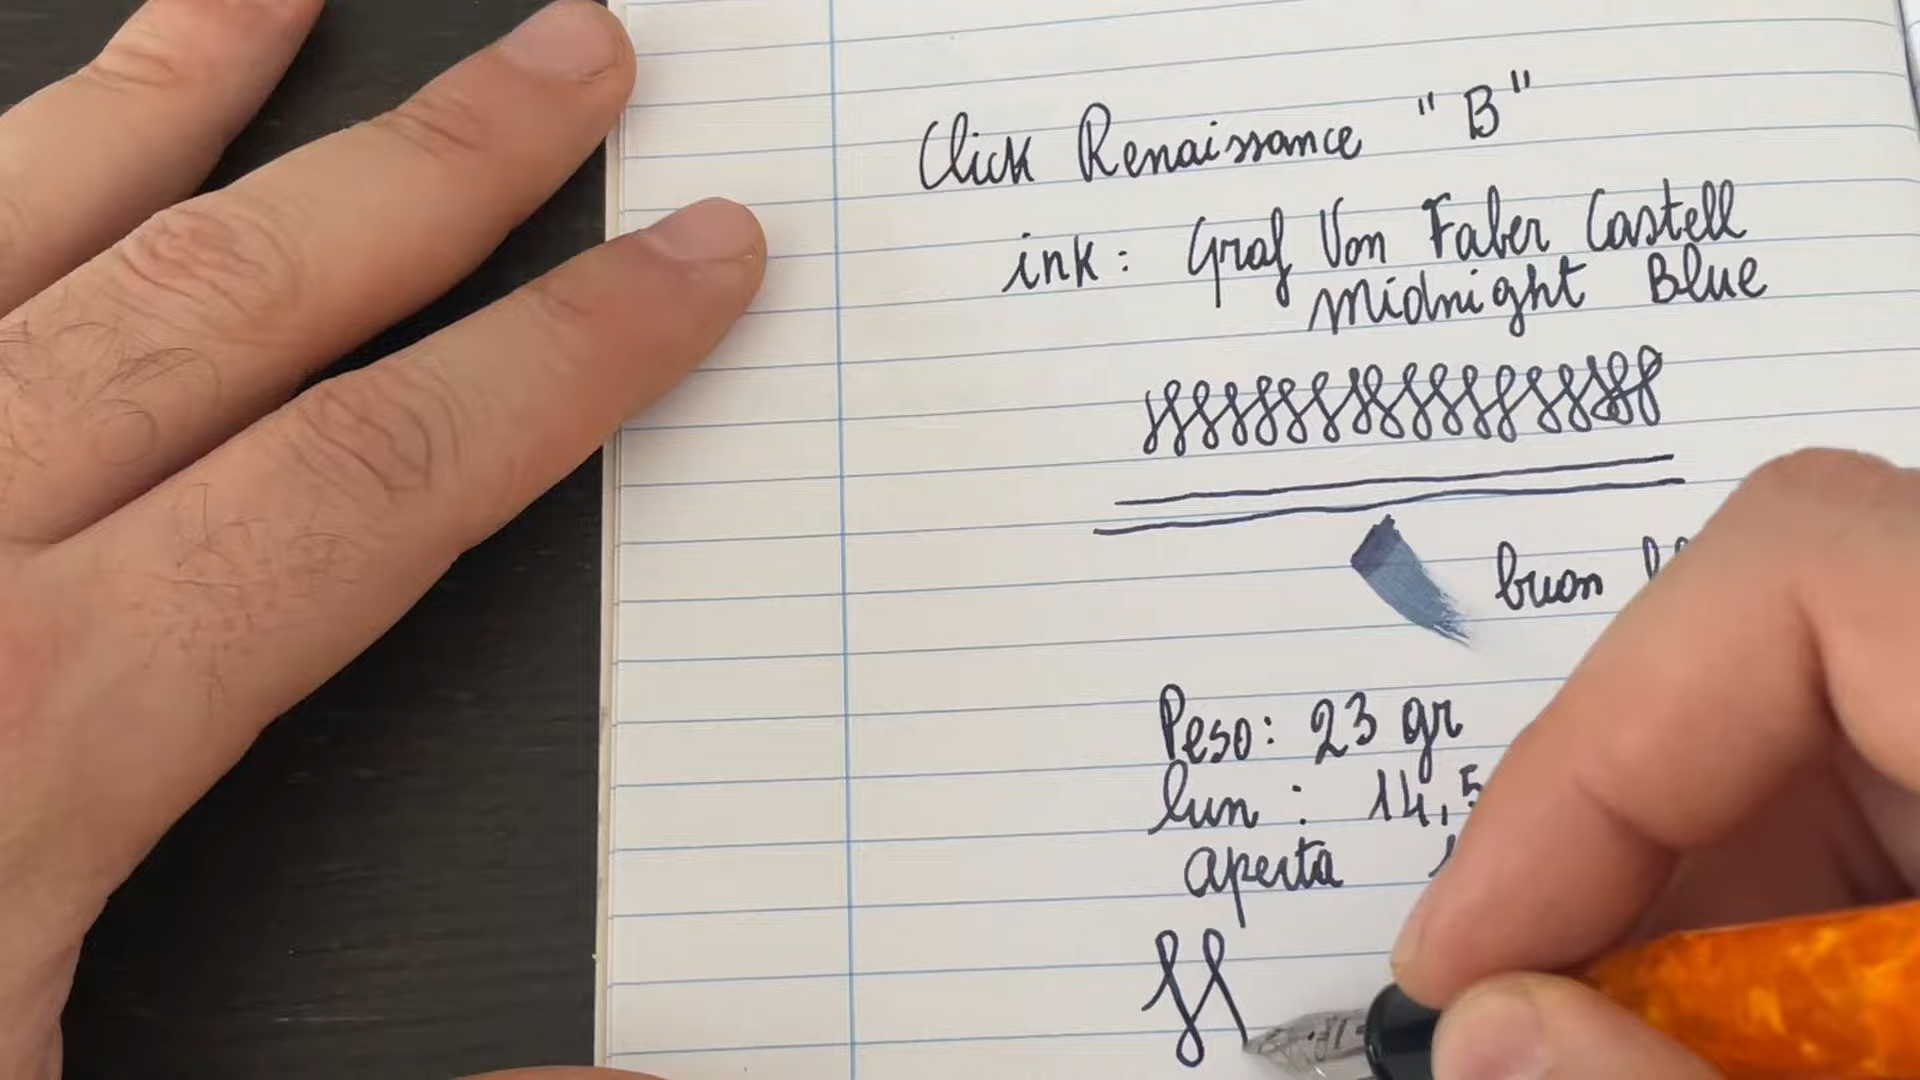 Click Renaissance "B"
ink: Graf Von Faber Castell
Midnight Blue
buon
Peso: 23 gr
lun: 14,5
aperta